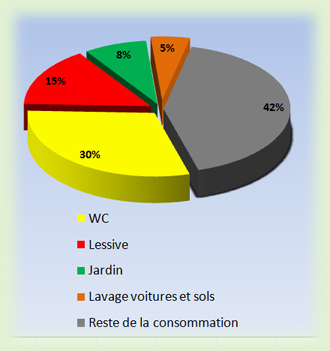 5%
8%
15%
42%
30%
WC
Lessive
Jardin
Lavage voitures et sols
Reste de la consommation